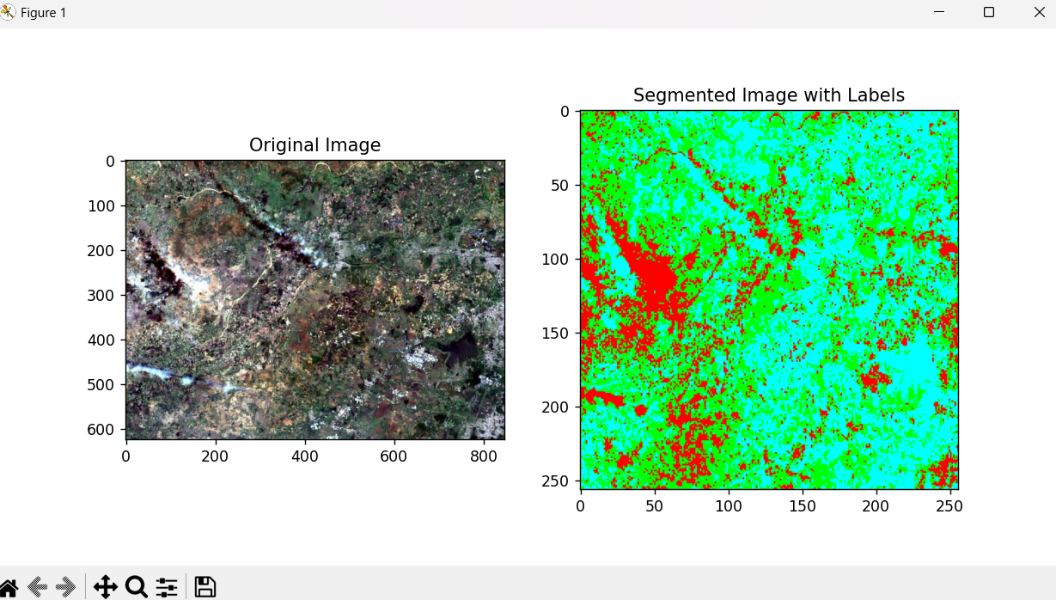 Figure 1
Original Image
0
100
200
300
400
500
600
0 200 400 600 800
Segmented Image with Labels
0
50
100
150
200
250
0 50 100 150 200 250